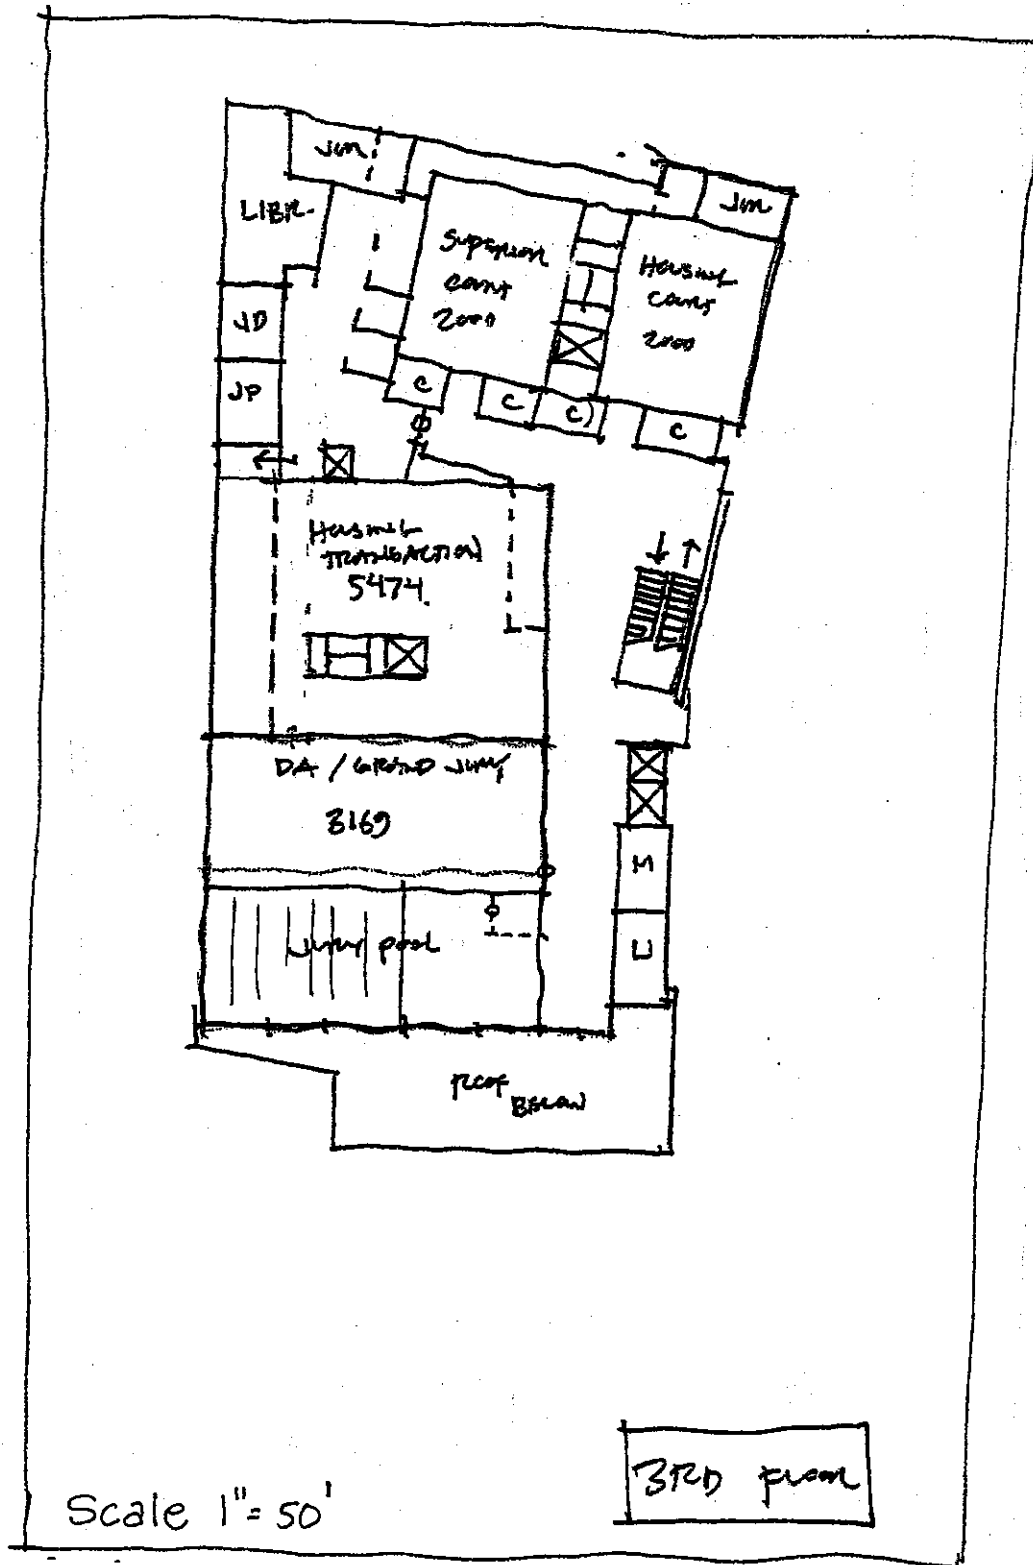 Jm
Jm
LIBR.
Superior
Court
2000
Housing
Court
2000
JD
JP
C
C
C
C
Housing
TRANSACTION
5474
DA / GRAND JURY
3169
M
Jury pool
Roof
Below
3RD Floor
Scale 1"= 50'